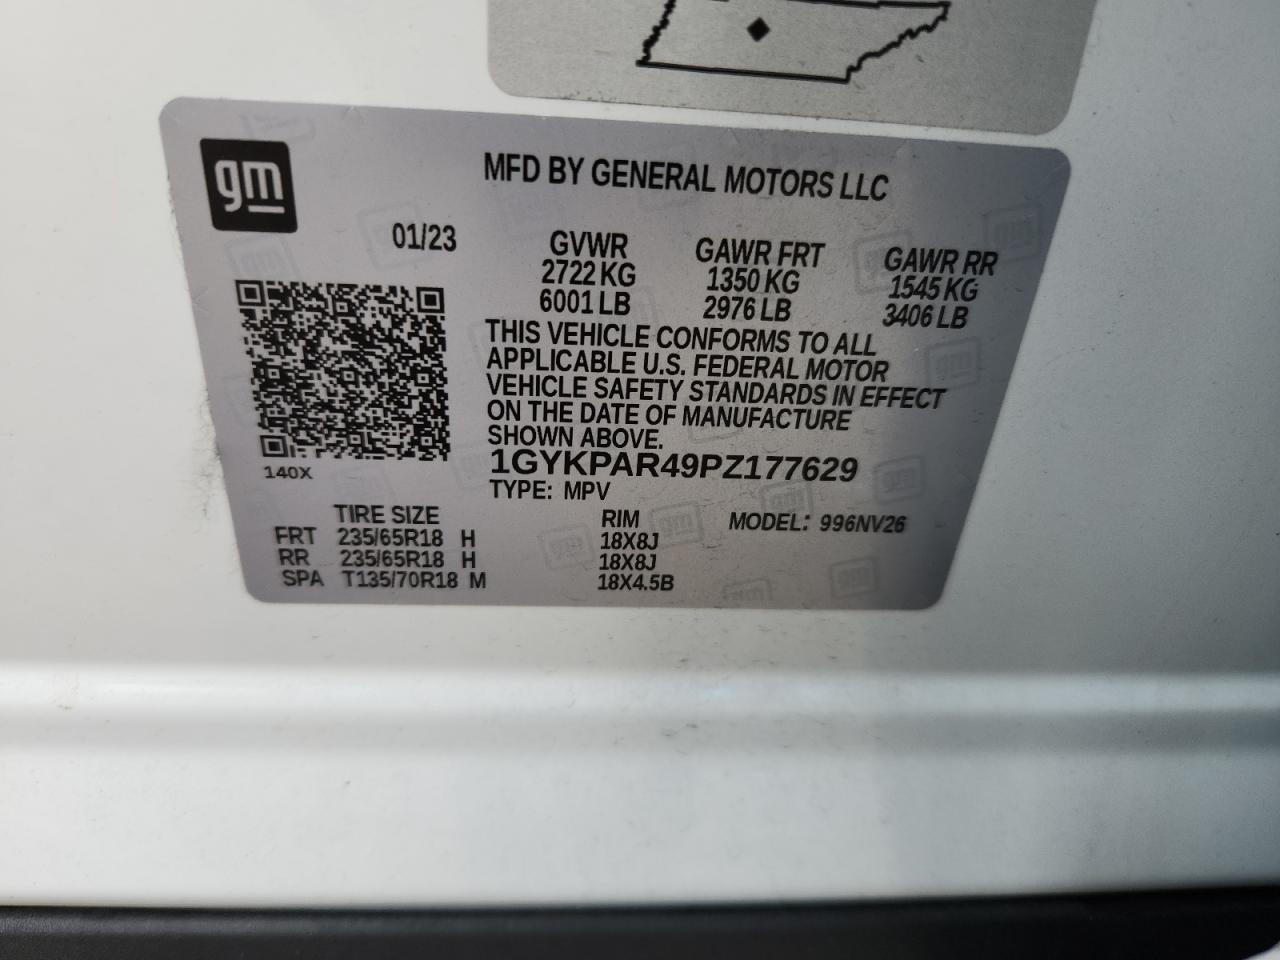 gm
MFD BY GENERAL MOTORS LLC
01/23
GVWR GAWR FRT GAWR RR
2722 KG 1350 KG 1545 KG
6001 LB 2976 LB 3406 LB
THIS VEHICLE CONFORMS TO ALL
APPLICABLE U.S. FEDERAL MOTOR
VEHICLE SAFETY STANDARDS IN EFFECT
ON THE DATE OF MANUFACTURE
SHOWN ABOVE.
140X
1GYKPAR49PZ177629
TYPE: MPV
TIRE SIZE RIM MODEL: 996NV26
FRT 235/65R18 H 18X8J
RR 235/65R18 H 18X8J
SPA T135/70R18 M 18X4.5B